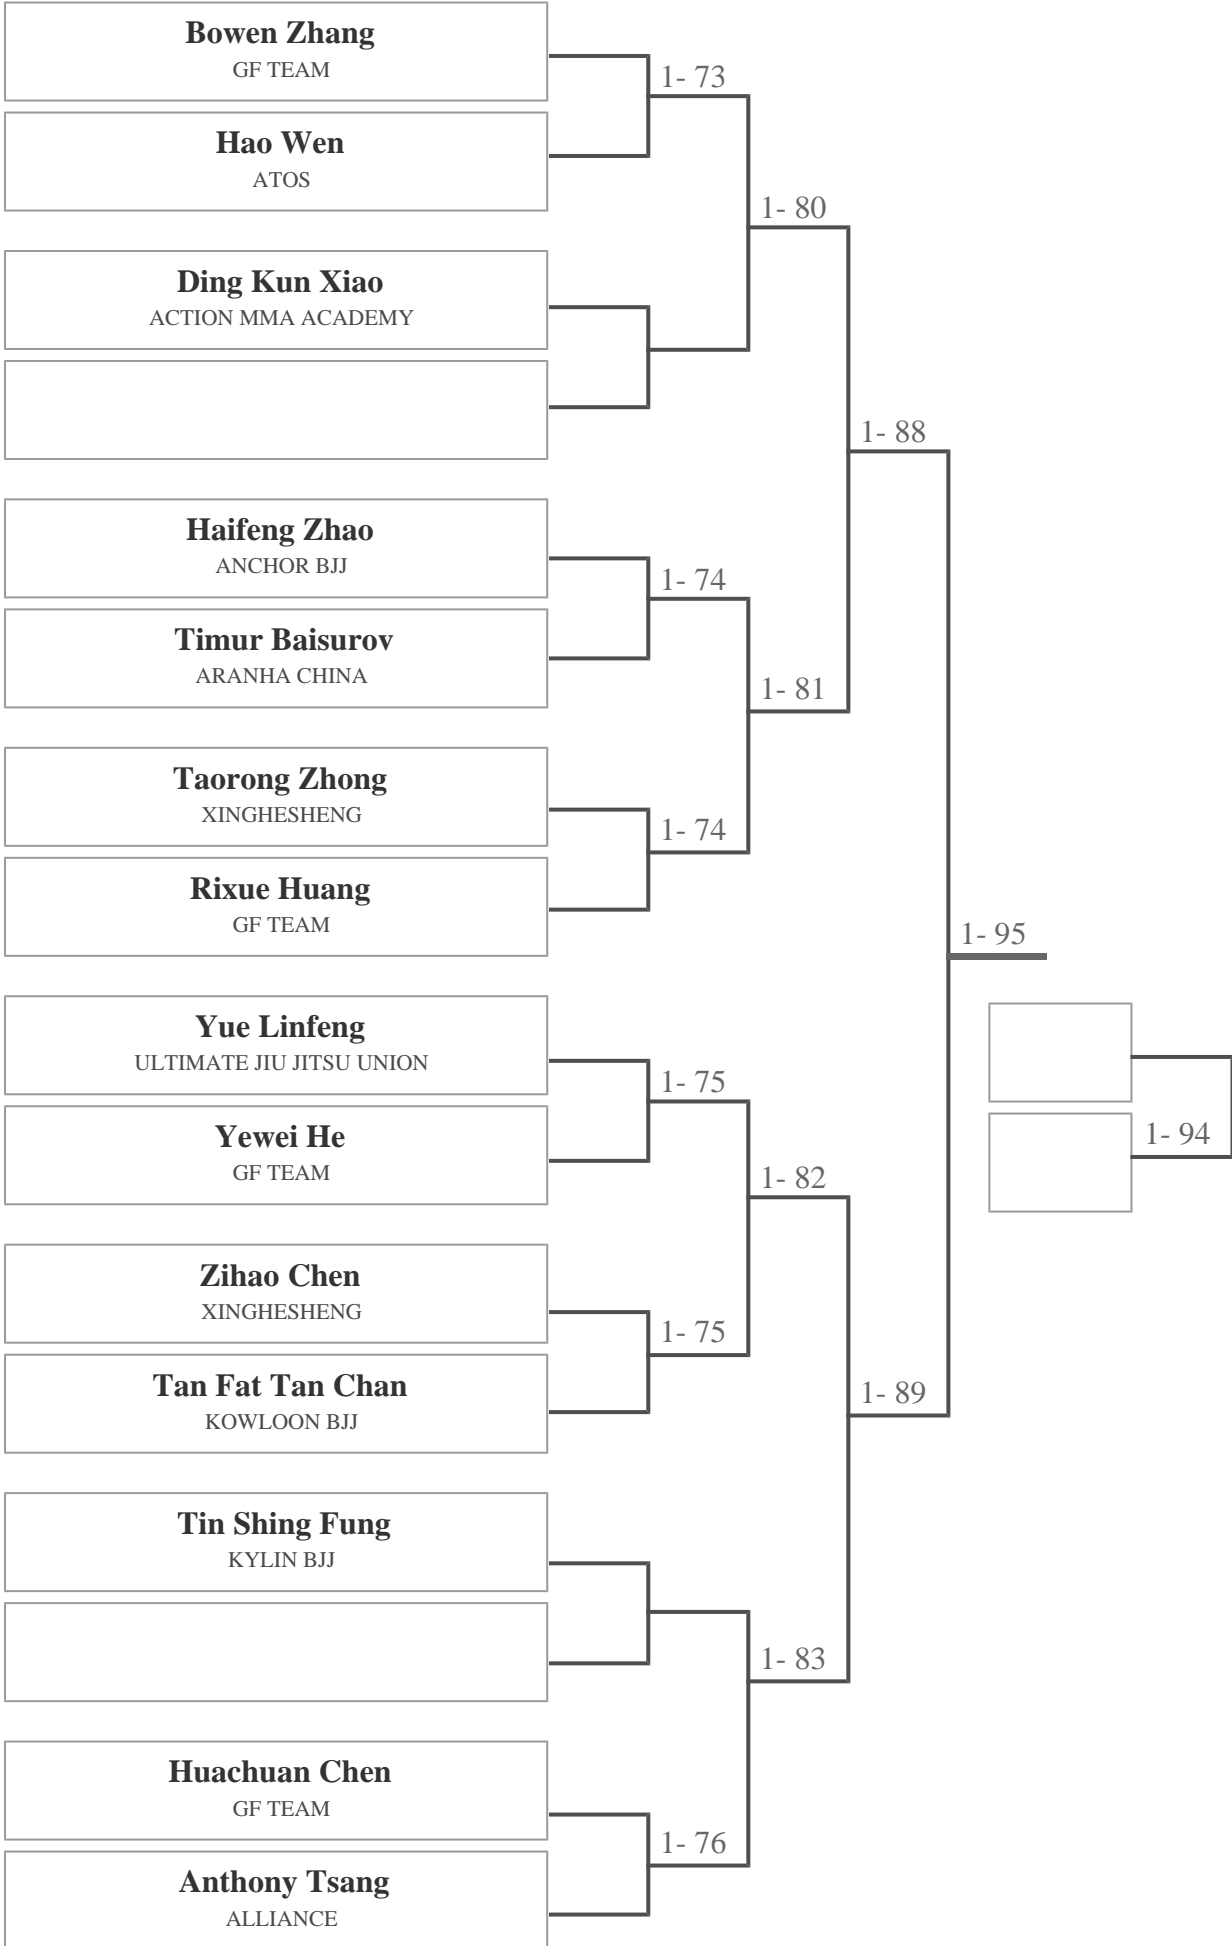 Bowen Zhang
GF TEAM
1- 73
Hao Wen
ATOS
1- 80
Ding Kun Xiao
ACTION MMA ACADEMY
1- 88
Haifeng Zhao
ANCHOR BJJ
1- 74
Timur Baisurov
ARANHA CHINA
1- 81
Taorong Zhong
XINGHESHENG
1- 74
Rixue Huang
GF TEAM
1- 95
Yue Linfeng
ULTIMATE JIU JITSU UNION
1- 75
Yewei He
GF TEAM
1- 94
1- 82
Zihao Chen
XINGHESHENG
1- 75
Tan Fat Tan Chan
KOWLOON BJJ
1- 89
Tin Shing Fung
KYLIN BJJ
1- 83
Huachuan Chen
GF TEAM
1- 76
Anthony Tsang
ALLIANCE